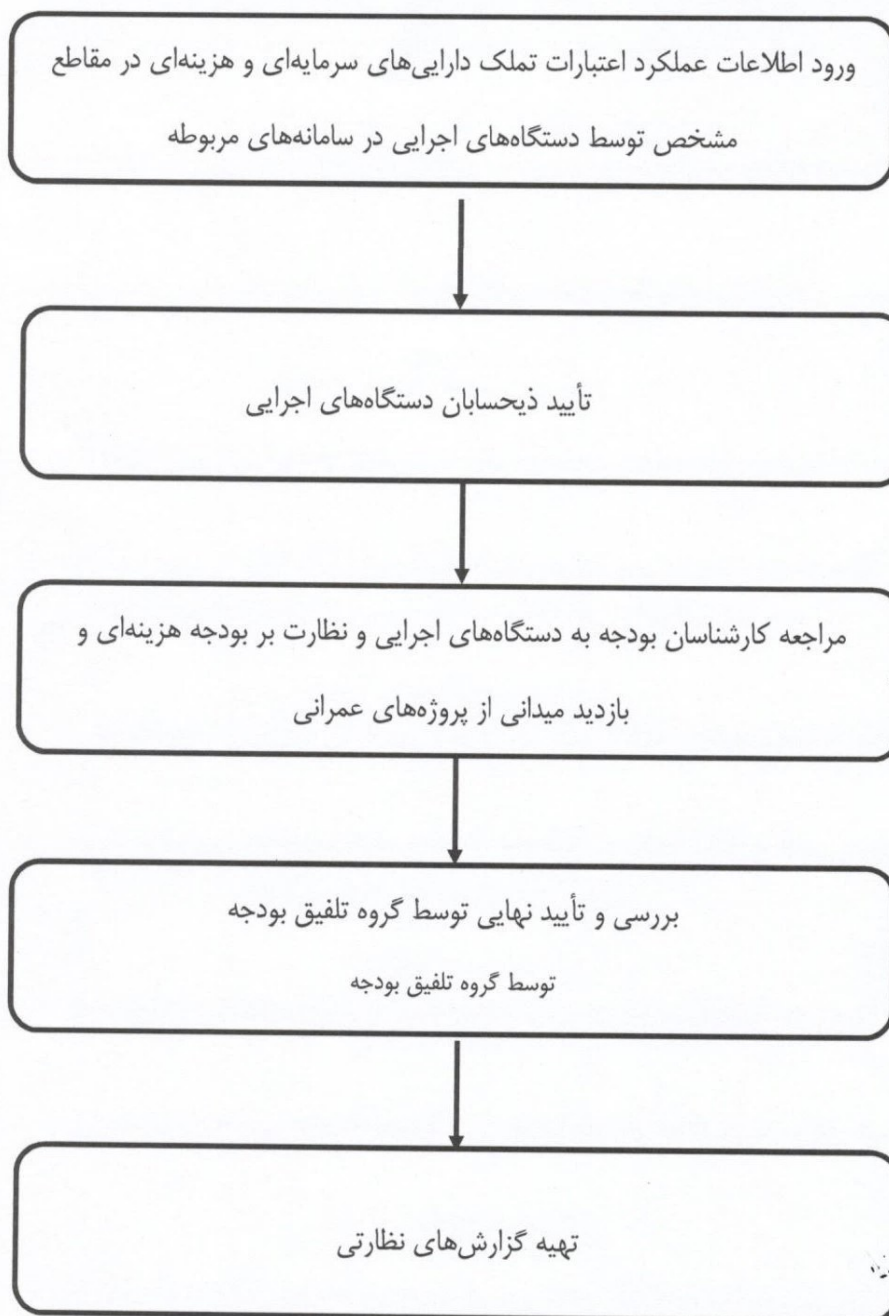 ورود اطلاعات عملکرد اعتبارات تملک دارایی‌های سرمایه‌ای و هزینه‌ای در مقاطع
مشخص توسط دستگاه‌های اجرایی در سامانه‌های مربوطه
تأیید ذیحسابان دستگاه‌های اجرایی
مراجعه کارشناسان بودجه به دستگاه‌های اجرایی و نظارت بر بودجه هزینه‌ای و
بازدید میدانی از پروژه‌های عمرانی
بررسی و تأیید نهایی توسط گروه تلفیق بودجه
توسط گروه تلفیق بودجه
تهیه گزارش‌های نظارتی